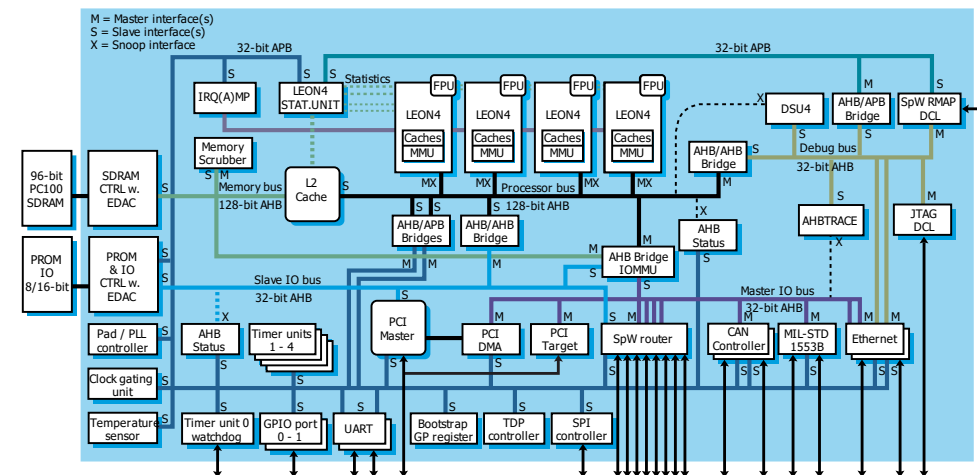 M = Master interface(s)
S = Slave interface(s)
X = Snoop interface
32-bit APB
32-bit APB
S
S
S
M
S
IRQ(A)MP
LEON4
STAT.UNIT
Statistics
FPU
LEON4
Caches
MMU
FPU
LEON4
Caches
MMU
FPU
LEON4
Caches
MMU
FPU
LEON4
Caches
MMU
X
DSU4
AHB/APB
Bridge
SpW RMAP
DCL
S
S
M
Debug bus
32-bit AHB
Memory
Scrubber
S
M
AHB/AHB
Bridge
S
M
96-bit
PC100
SDRAM
SDRAM
CTRL w.
EDAC
S
Memory bus
128-bit AHB
M
L2
Cache
S
MX
MX
Processor bus
128-bit AHB
MX
MX
S
S
AHB/APB
Bridges
M
M
S
AHB/AHB
Bridge
M
M
M
AHB Bridge
IOMMU
S
S
X
AHB
Status
S
S
AHBTRACE
X
M
JTAG
DCL
PROM
IO
8/16-bit
PROM
& IO
CTRL w.
EDAC
S
S
Slave IO bus
32-bit AHB
Master IO bus
32-bit AHB
Pad / PLL
controller
S
X
AHB
Status
S
Timer units
1 - 4
S
S
PCI
Master
S
M
PCI
DMA
S
M
PCI
Target
S
M
SpW router
S
M
CAN
Controller
S
S
M
MIL-STD
1553B
S
M
M
Ethernet
S
S
Clock gating
unit
S
Temperature
sensor
S
S
Timer unit 0
watchdog
S
GPIO port
0 - 1
S
S
UART
S
Bootstrap
GP register
S
TDP
controller
S
SPI
controller